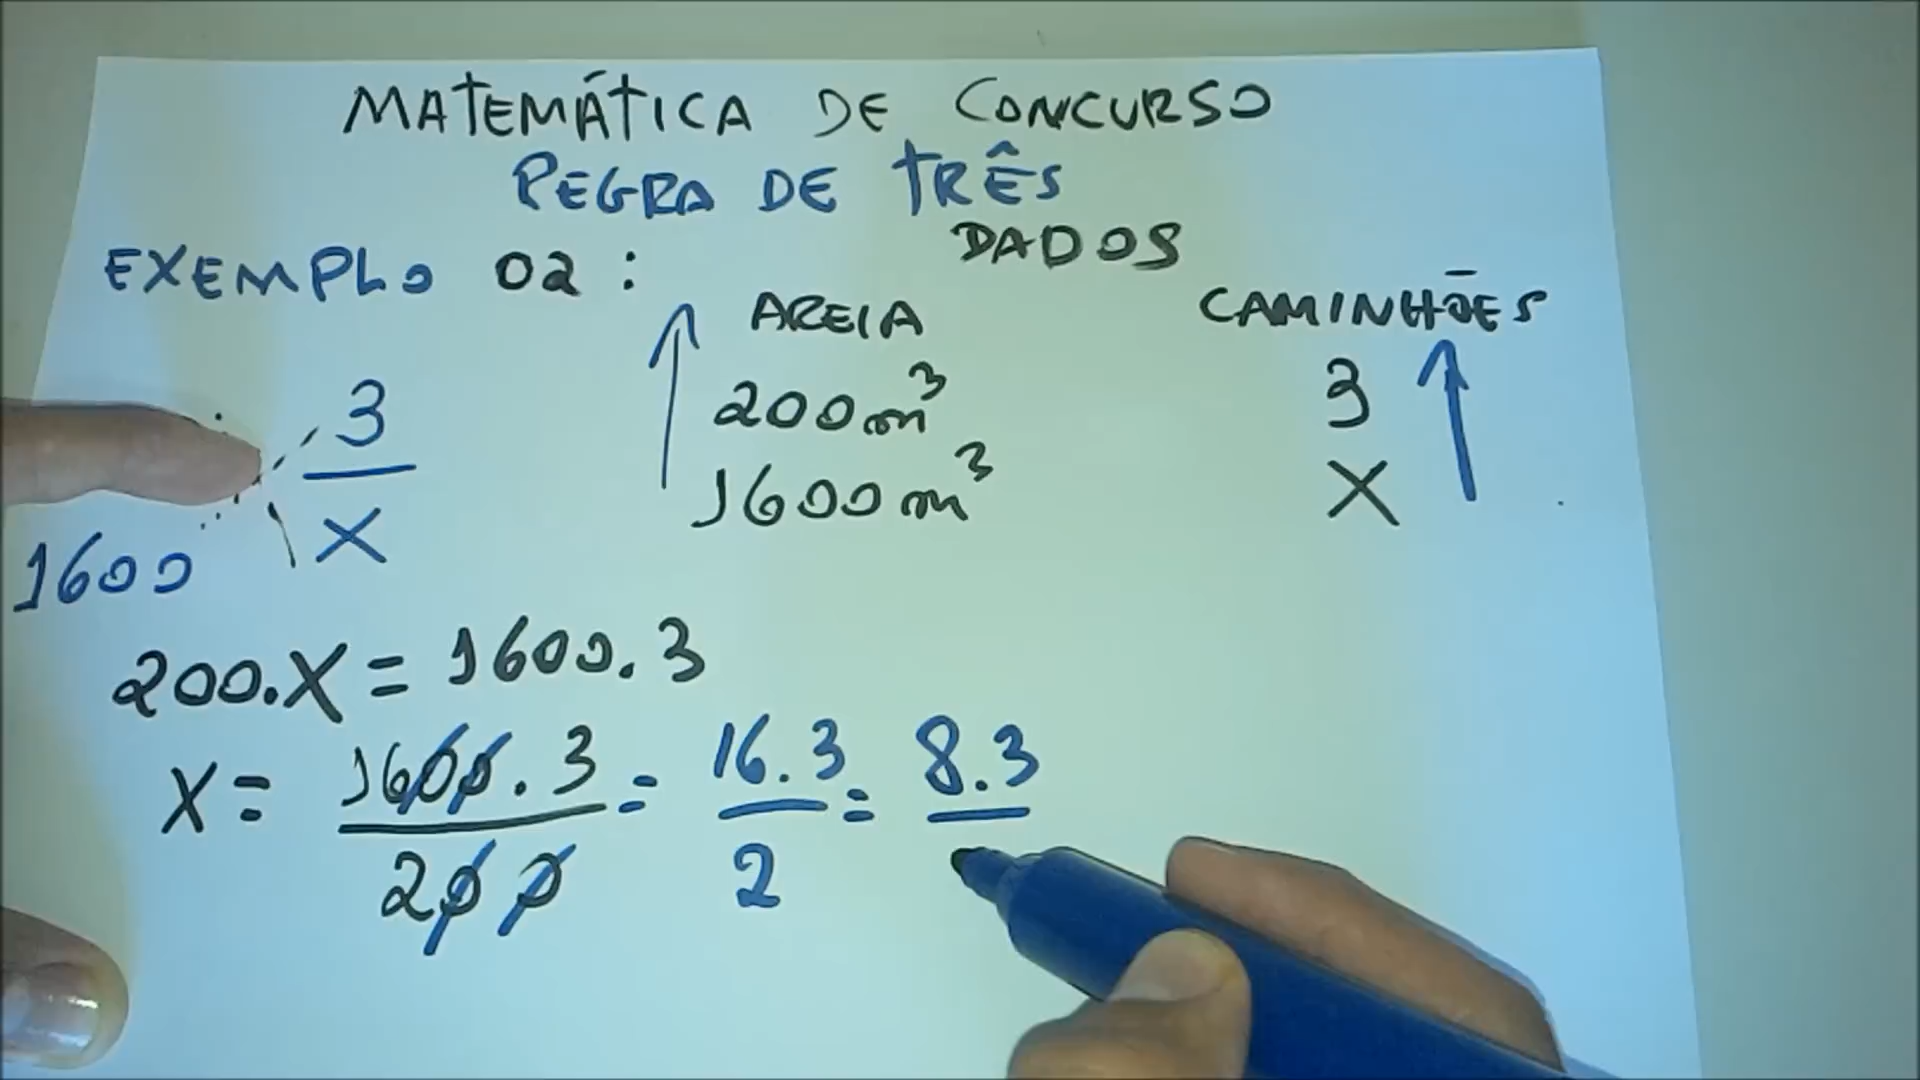 MATEMÁTICA DE CONCURSO
REGRA DE TRÊS
DADOS
EXEMPLO 02 :
AREIA CAMINHÕES
200m³ 3
1600m³ X
3
1600 X
200.X = 1600.3
X = 1600.3 = 16.3 = 8.3
200 2